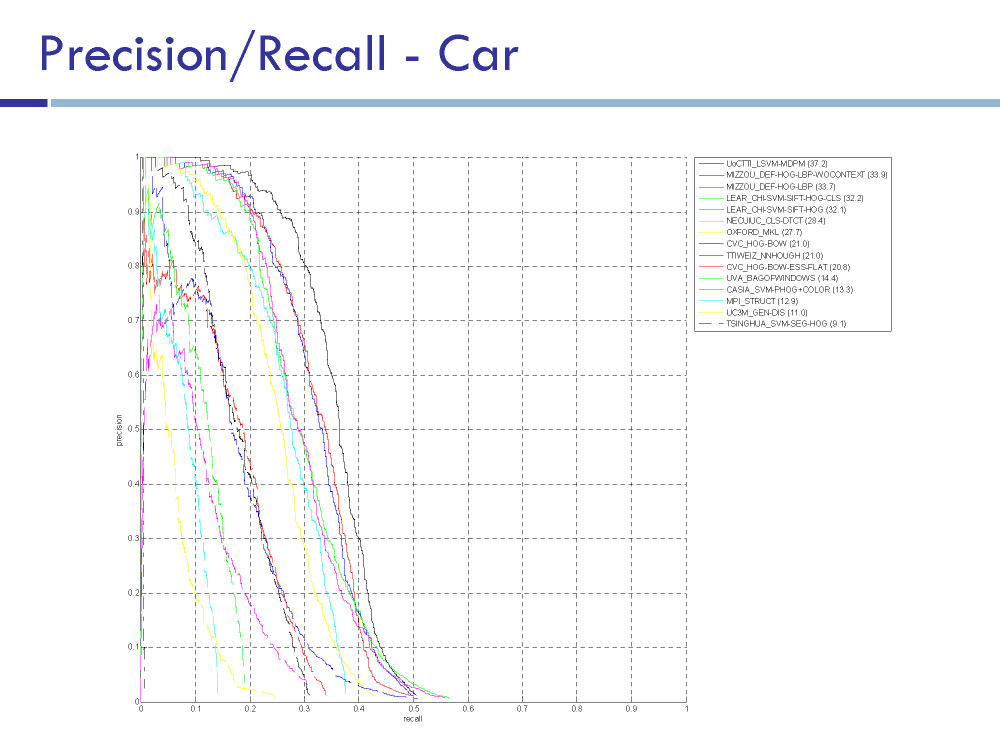 Precision/Recall - Car
1
0.9
0.8
0.7
0.6
0.5
0.4
0.3
0.2
0.1
0
precision
0 0.1 0.2 0.3 0.4 0.5 0.6 0.7 0.8 0.9 1
recall
UoCTTI_LSVM-MDPM (37.2)
MIZZOU_DEF-HOG-LBP-WOCONTEXT (33.9)
MIZZOU_DEF-HOG-LBP (33.7)
LEAR_CHI-SVM-SIFT-HOG-CLS (32.2)
LEAR_CHI-SVM-SIFT-HOG (32.1)
NECUIUC_CLS-DTCT (28.4)
OXFORD_MKL (27.7)
CVC_HOG-BOW (21.0)
TTIWEIZ_NNHOUGH (21.0)
CVC_HOG-BOW-ESS-FLAT (20.8)
UVA_BAGOFWINDOWS (14.4)
CASIA_SVM-PHOG+COLOR (13.3)
MPI_STRUCT (12.9)
UC3M_GEN-DIS (11.0)
TSINGHUA_SVM-SEG-HOG (9.1)